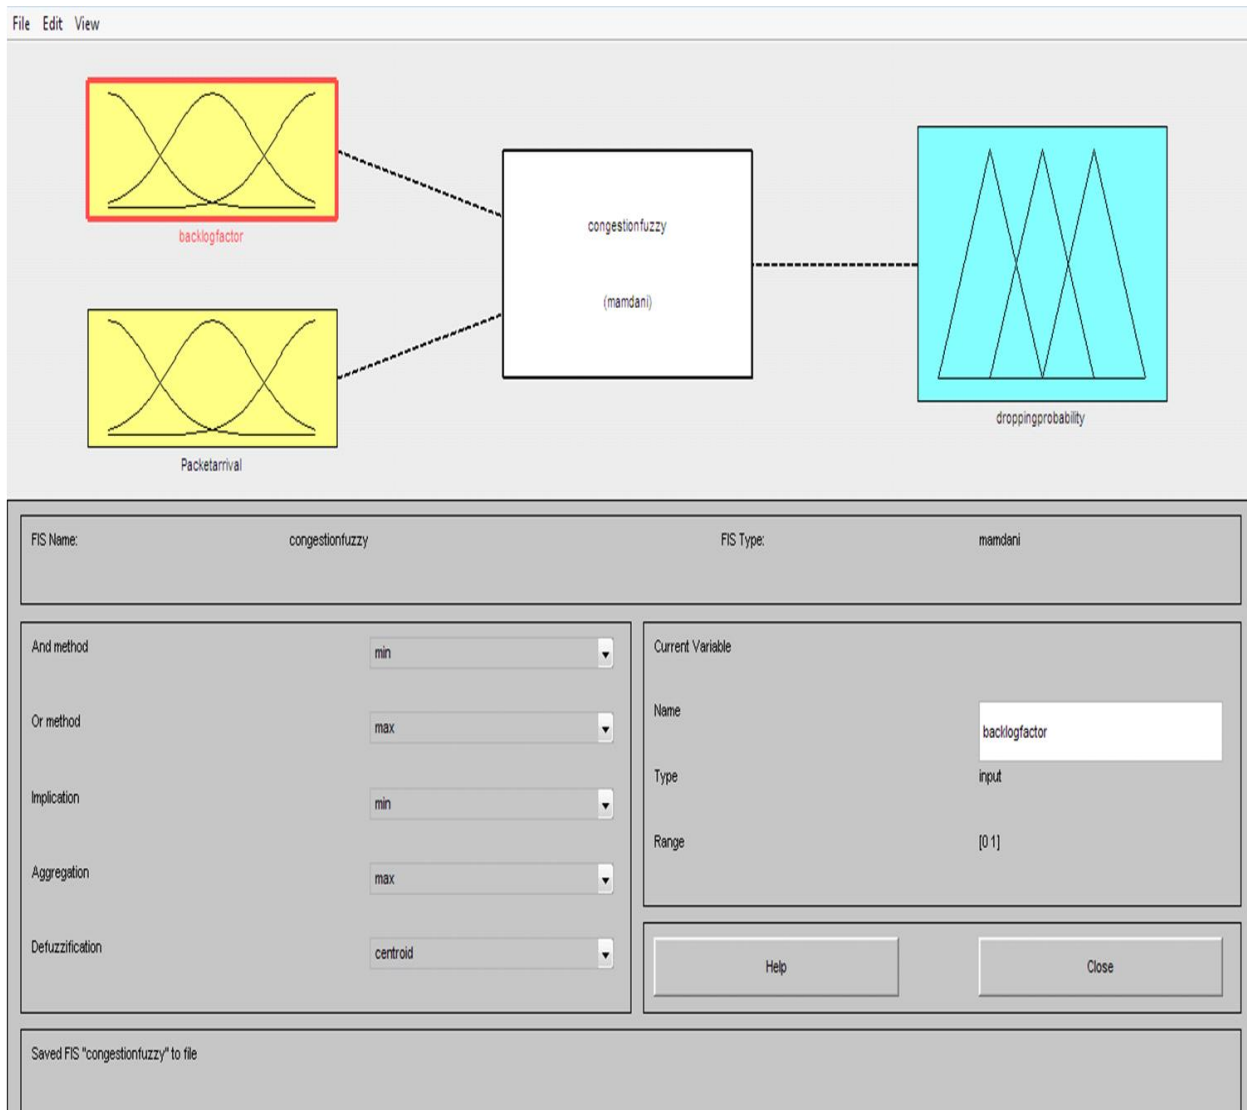 File Edit View
backlogfactor
congestionfuzzy
(mamdani)
droppingprobability
Packetarrival
FIS Name: congestionfuzzy FIS Type: mamdani
And method min
Or method max
Implication min
Aggregation max
Defuzzification centroid
Current Variable
Name backlogfactor
Type input
Range [0 1]
Help Close
Saved FIS "congestionfuzzy" to file